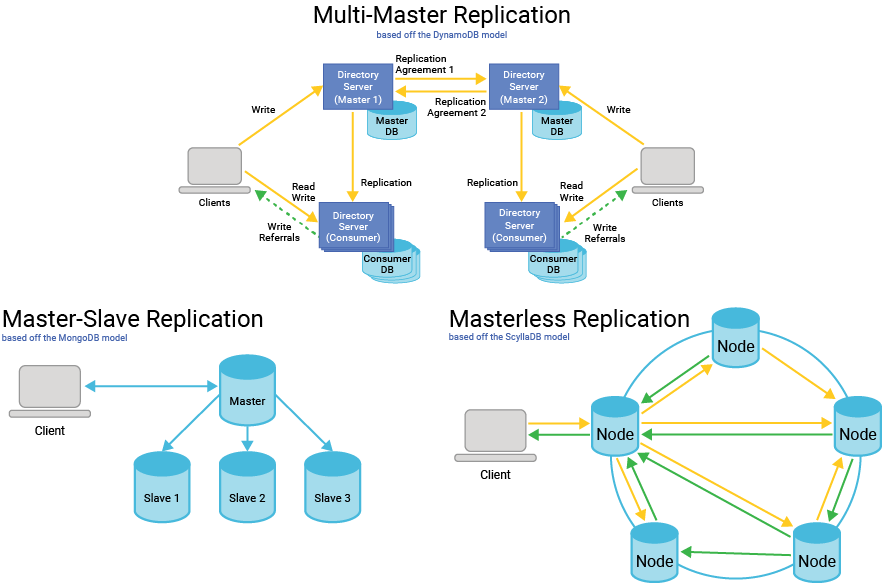 Multi-Master Replication
based off the DynamoDB model
Replication
Agreement 1
Directory
Server
(Master 1)
Directory
Server
(Master 2)
Replication
Agreement 2
Write
Write
Master
DB
Master
DB
Clients
Clients
Read
Write
Replication
Replication
Read
Write
Write
Referrals
Write
Referrals
Directory
Server
(Consumer)
Directory
Server
(Consumer)
Consumer
DB
Consumer
DB
Master-Slave Replication
based off the MongoDB model
Client
Master
Slave 1
Slave 2
Slave 3
Masterless Replication
based off the ScyllaDB model
Client
Node
Node
Node
Node
Node